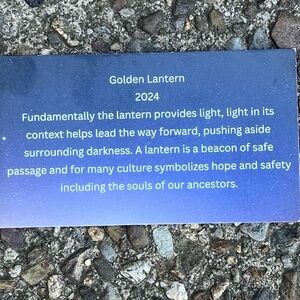 Golden Lantern
2024
Fundamentally the lantern provides light, light in its
context helps lead the way forward, pushing aside
surrounding darkness. A lantern is a beacon of safe
passage and for many culture symbolizes hope and safety
including the souls of our ancestors.